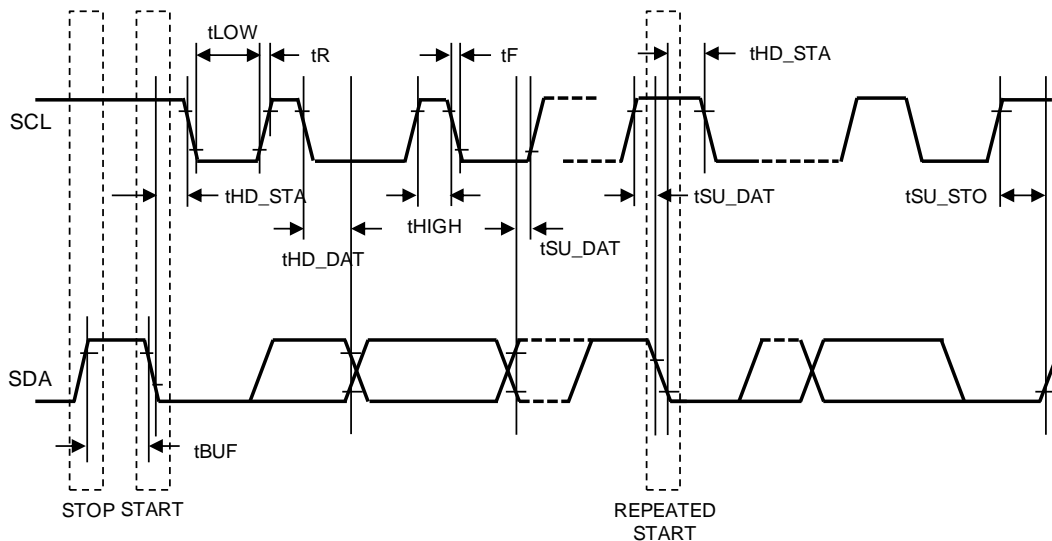 tLOW
tR
tF
tHD_STA
SCL
tHD_STA
tSU_DAT
tSU_STO
tHIGH
tHD_DAT
tSU_DAT
SDA
tBUF
STOP
START
REPEATED
START